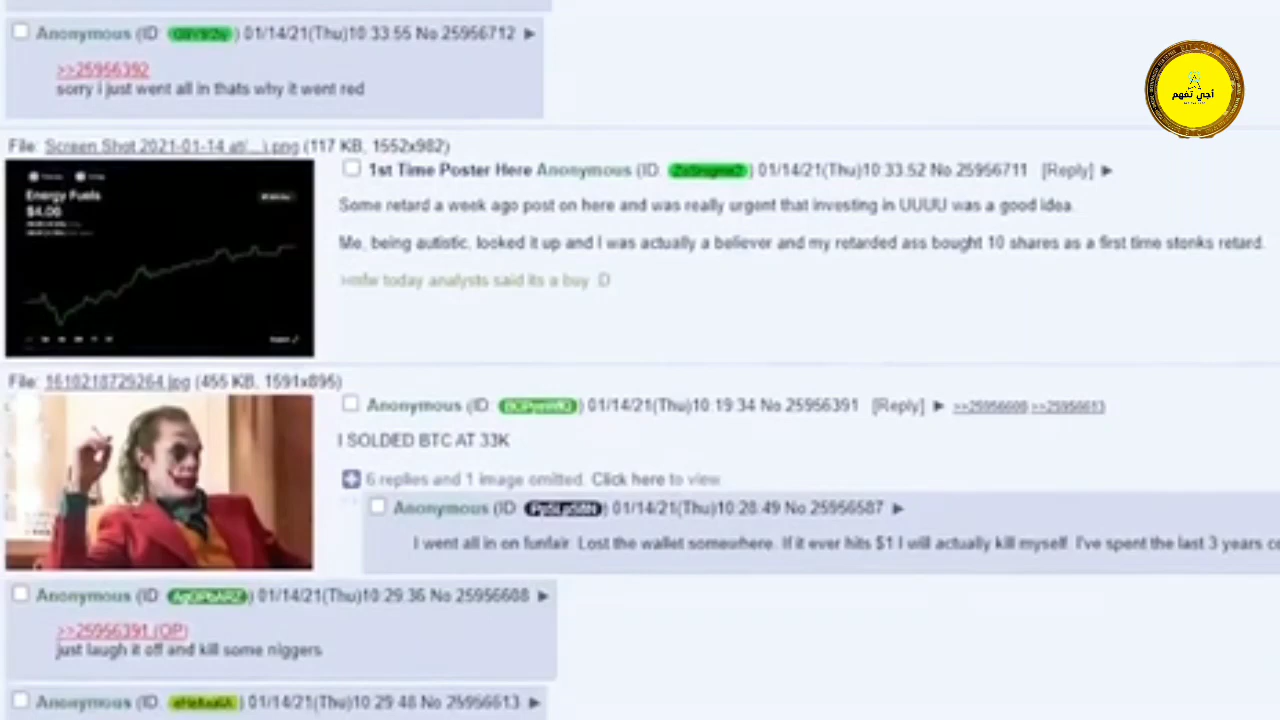 Anonymous (ID: ) 01/14/21(Thu)10:33:55 No.25956712 ▶
>>25956392
sorry i just went all in thats why it went red
أجي تفهم
File: Screen Shot 2021-01-14 at(...).png (117 KB, 1552x982)
1st Time Poster Here Anonymous (ID: ) 01/14/21(Thu)10:33:52 No.25956711 [Reply] ▶
Energy Fuels
$4.06
Some retard a week ago post on here and was really urgent that investing in UUUU was a good idea.
Me, being autistic, looked it up and I was actually a believer and my retarded ass bought 10 shares as a first time stonks retard.
>mfw today analysts said its a buy :D
File: 1610218729264.jpg (455 KB, 1591x895)
Anonymous (ID: ) 01/14/21(Thu)10:19:34 No.25956391 [Reply] ▶ >>25956608 >>25956613
I SOLDED BTC AT 33K
6 replies and 1 image omitted. Click here to view.
Anonymous (ID: ) 01/14/21(Thu)10:28:49 No.25956587 ▶
I went all in on funfair. Lost the wallet somewhere. If it ever hits $1 I will actually kill myself. I've spent the last 3 years
Anonymous (ID: ) 01/14/21(Thu)10:29:36 No.25956608 ▶
>>25956391 (OP)
just laugh it off and kill some niggers
Anonymous (ID: ) 01/14/21(Thu)10:29:48 No.25956613 ▶